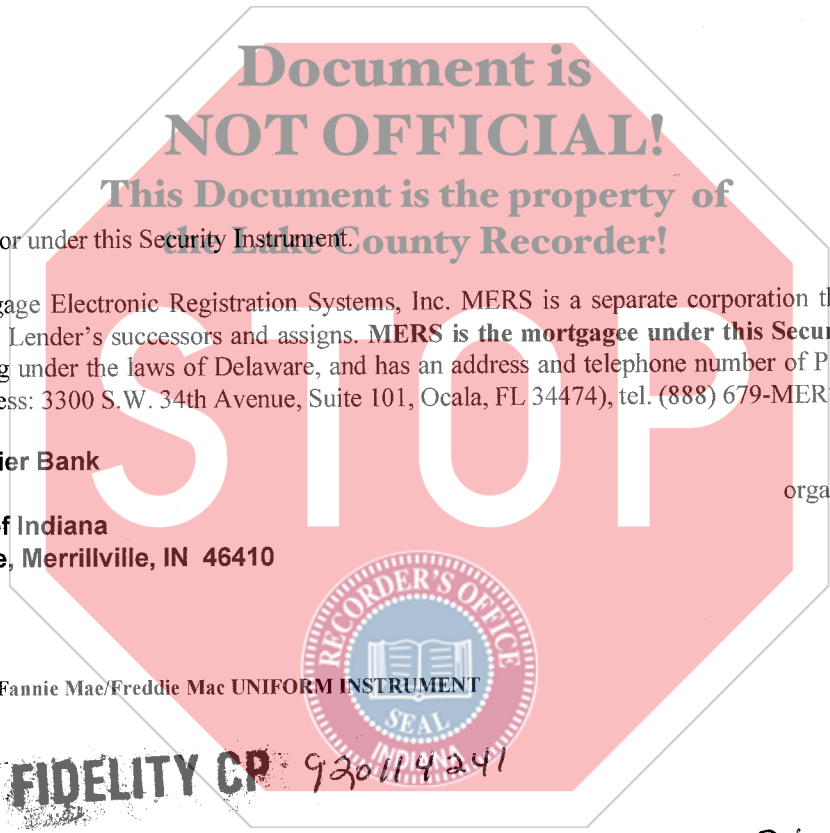 Document is
NOT OFFICIAL!
This Document is the property of
the Lake County Recorder!
or under this Security Instrument.
gage Electronic Registration Systems, Inc. MERS is a separate corporation th
Lender's successors and assigns. MERS is the mortgagee under this Secur
g under the laws of Delaware, and has an address and telephone number of P
ess: 3300 S.W. 34th Avenue, Suite 101, Ocala, FL 34474), tel. (888) 679-MER
STOP
ier Bank
orga
f Indiana
e, Merrillville, IN 46410
RECORDER'S OFFICE
SEAL
INDIANA
Fannie Mae/Freddie Mac UNIFORM INSTRUMENT
FIDELITY CP 920114241